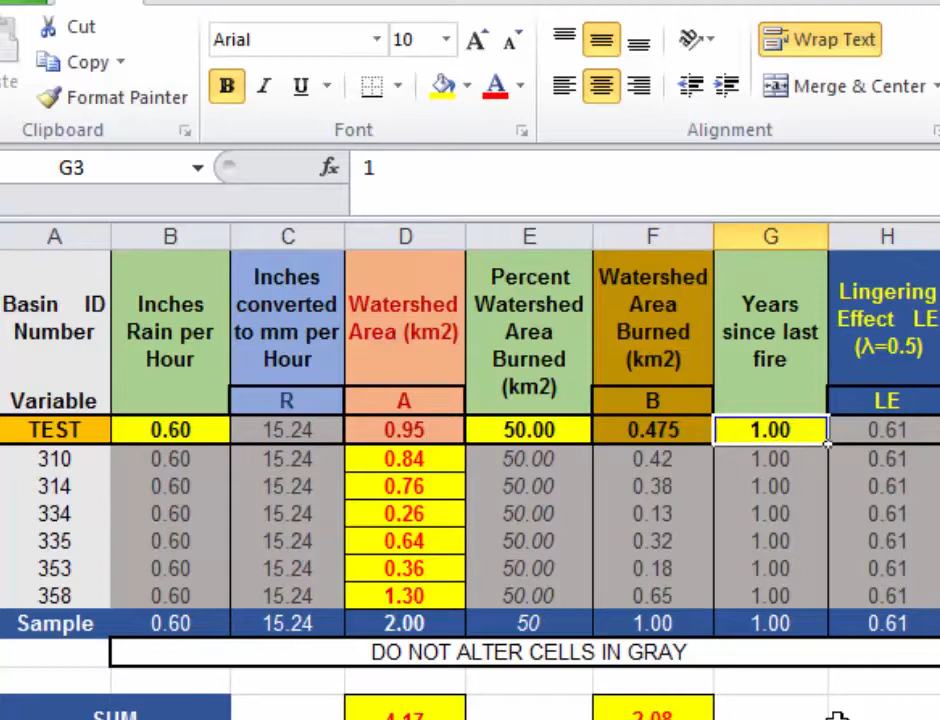 Cut
Arial 10 A A Wrap Text
Copy
Format Painter B I U A Merge & Center
Clipboard Font Alignment
G3 fx 1
A B C D E F G H
Basin ID Number
Variable
Inches Rain per Hour
Inches converted to mm per Hour
R
Watershed Area (km2)
A
Percent Watershed Area Burned (km2)
Watershed Area Burned (km2)
B
Years since last fire
Lingering Effect LE (λ=0.5)
LE
TEST 0.60 15.24 0.95 50.00 0.475 1.00 0.61
310 0.60 15.24 0.84 50.00 0.42 1.00 0.61
314 0.60 15.24 0.76 50.00 0.38 1.00 0.61
334 0.60 15.24 0.26 50.00 0.13 1.00 0.61
335 0.60 15.24 0.64 50.00 0.32 1.00 0.61
353 0.60 15.24 0.36 50.00 0.18 1.00 0.61
358 0.60 15.24 1.30 50.00 0.65 1.00 0.61
Sample 0.60 15.24 2.00 50 1.00 1.00 0.61
DO NOT ALTER CELLS IN GRAY
SUM 4.17 2.08